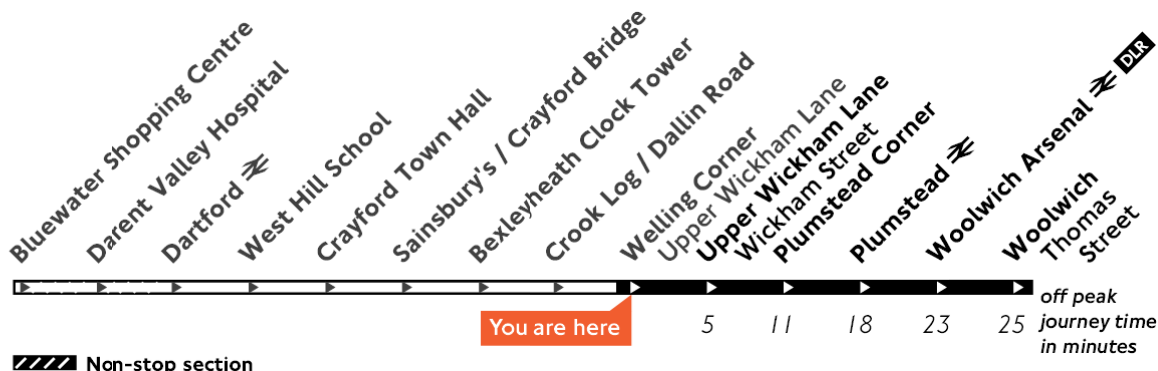 Bluewater Shopping Centre
Darent Valley Hospital
Dartford
West Hill School
Crayford Town Hall
Sainsbury's / Crayford Bridge
Bexleyheath Clock Tower
Crook Log / Dallin Road
Welling Corner
Upper Wickham Lane
Upper Wickham Lane
Wickham Street
Plumstead Corner
Plumstead
Woolwich Arsenal DLR
Woolwich
Thomas
Street
You are here
5 11 18 23 25
off peak
journey time
in minutes
Non-stop section